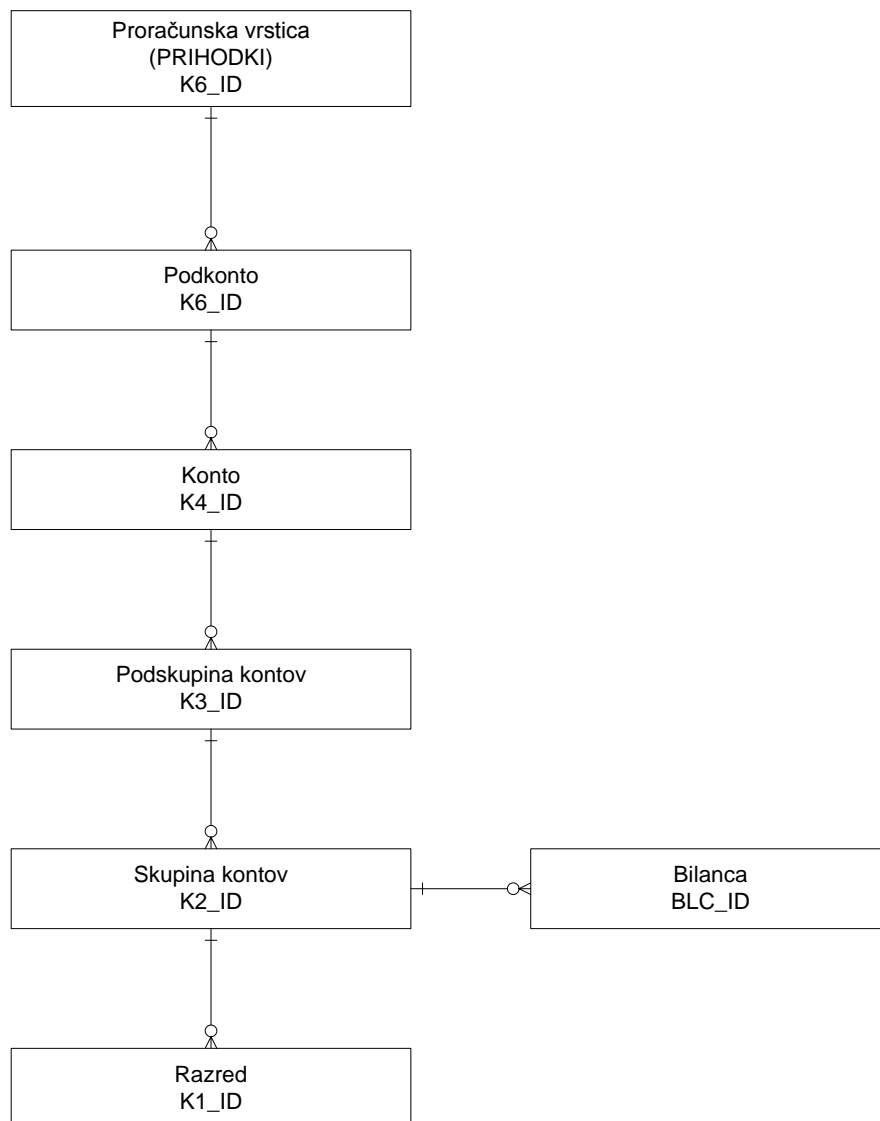 Proračunska vrstica
(PRIHODKI)
K6_ID
Podkonto
K6_ID
Konto
K4_ID
Podskupina kontov
K3_ID
Skupina kontov
K2_ID
Bilanca
BLC_ID
Razred
K1_ID